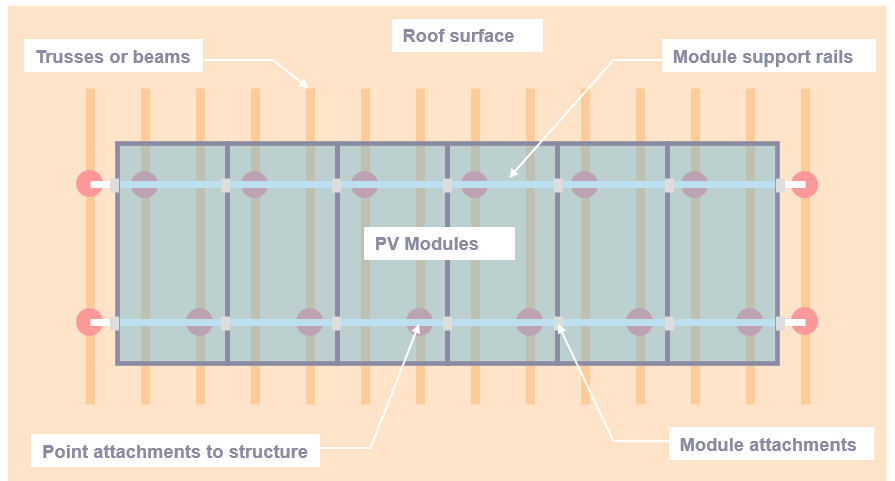 Roof surface
Trusses or beams
Module support rails
PV Modules
Point attachments to structure
Module attachments